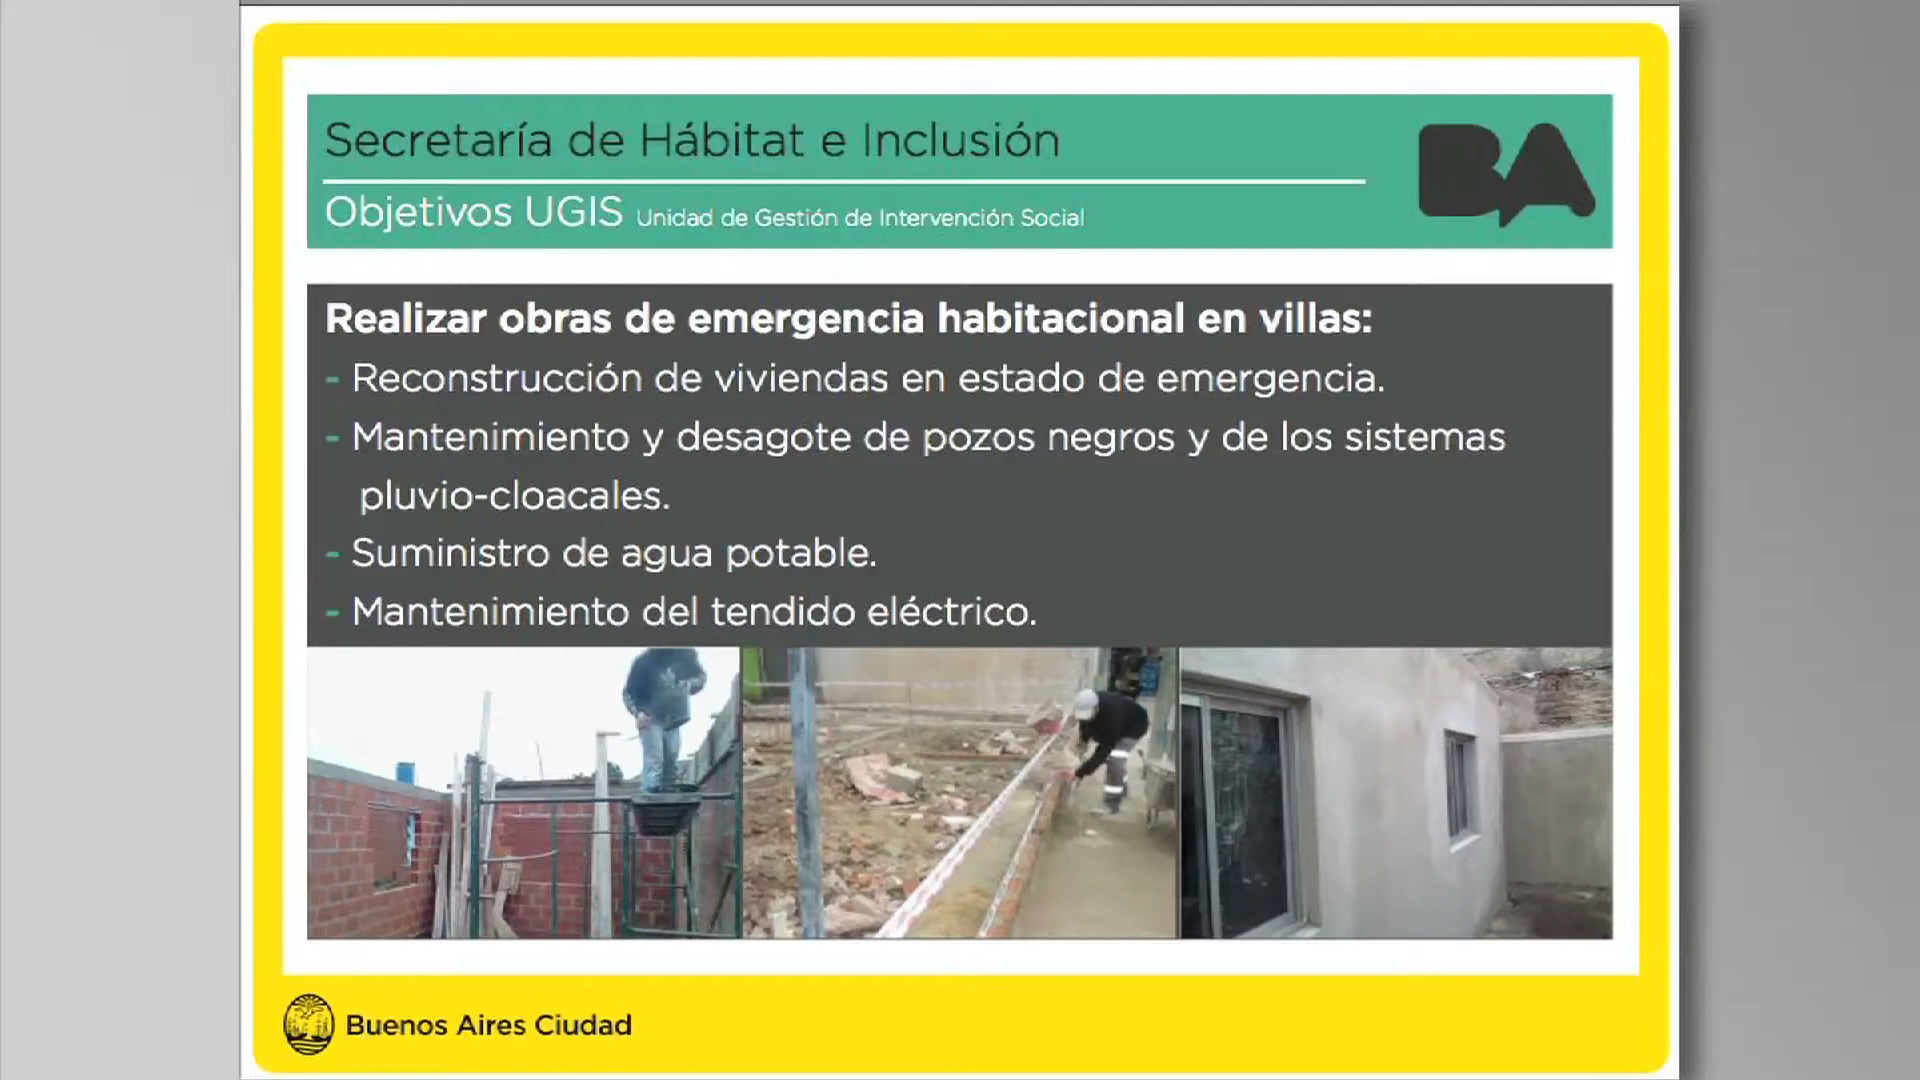 Secretaría de Hábitat e Inclusión
BA
Objetivos UGIS Unidad de Gestión de Intervención Social
Realizar obras de emergencia habitacional en villas:
- Reconstrucción de viviendas en estado de emergencia.
- Mantenimiento y desagote de pozos negros y de los sistemas
pluvio-cloacales.
- Suministro de agua potable.
- Mantenimiento del tendido eléctrico.
Buenos Aires Ciudad